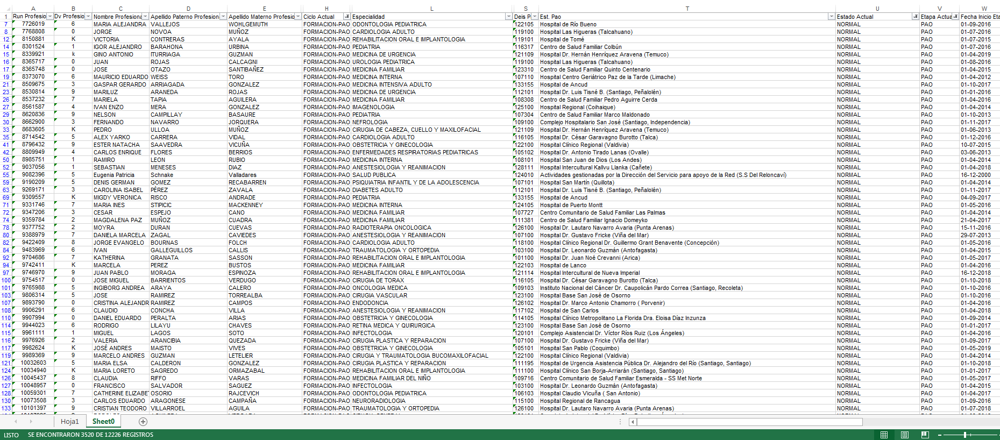 A B C D E H L S T U V W
1 Run Profesio Dv Profesio Nombre Profesiona Apellido Paterno Profesion Apellido Materno Profesio Ciclo Actual Especialidad Deis P Est. Pao Estado Actual Etapa Actua Fecha Inicio Eta
7 7726019 6 MARIA ALEJANDRA VALLEJOS WOHLGEMUTH FORMACION-PAO ODONTOLOGIA PEDIATRICA 122105 Hospital de Río Bueno NORMAL PAO 01-09-2016
8 7768808 0 JORGE NOVOA MUÑOZ FORMACION-PAO CARDIOLOGIA ADULTO 119100 Hospital Las Higueras (Talcahuano) NORMAL PAO 01-07-2016
12 8150881 K VICTORIA CONTRERAS AYALA FORMACION-PAO REHABILITACION ORAL E IMPLANTOLOGIA 119101 Hospital de Tomé NORMAL PAO 01-07-2015
14 8301524 1 IGOR ALEJANDRO BARAHONA URBINA FORMACION-PAO PEDIATRIA 116317 Centro de Salud Familiar Colbún NORMAL PAO 01-07-2016
15 8339921 k GINO ANTONIO ITURRIAGA GUZMAN FORMACION-PAO MEDICINA DE URGENCIA 121109 Hospital Dr. Hernán Henríquez Aravena (Temuco) NORMAL PAO 01-04-2019
16 8365717 0 JUAN ROJAS CALCAGNI FORMACION-PAO UROLOGIA PEDIATRICA 119100 Hospital Las Higueras (Talcahuano) NORMAL PAO 01-08-2016
17 8365748 0 JOSE OTAZO SANTIBAÑEZ FORMACION-PAO MEDICINA FAMILIAR 123310 Centro de Salud Familiar Quinto Centenario NORMAL PAO 01-04-2015
19 8373070 6 MAURICIO EDUARDO WEISS TORO FORMACION-PAO MEDICINA INTERNA 107110 Hospital Centro Geriátrico Paz de la Tarde (Limache) NORMAL PAO 01-04-2012
21 8509675 3 GASPAR GERARDO ARRIAGADA GONZALEZ FORMACION-PAO MEDICINA INTENSIVA ADULTO 133155 Hospital de Ancud NORMAL PAO 01-10-2017
23 8530814 9 MARILUZ ARANEDA ROJAS FORMACION-PAO MEDICINA DE URGENCIA 112101 Hospital Dr. Luis Tisné B. (Santiago, Peñalolén) NORMAL PAO 01-01-2016
26 8537232 7 MARIELA TAPIA AGUILERA FORMACION-PAO MEDICINA FAMILIAR 108308 Centro de Salud Familiar Pedro Aguirre Cerda NORMAL PAO 01-04-2016
27 8561587 4 IVAN ENZO MERA GONZALEZ FORMACION-PAO IMAGENOLOGIA 125100 Hospital Regional (Coihaique) NORMAL PAO 01-04-2014
29 8620836 9 NELSON CAMPILLAY BASAURE FORMACION-PAO PEDIATRIA 107304 Centro de Salud Familiar Marco Maldonado NORMAL PAO 01-10-2013
30 8662900 3 FERNANDO NAVARRO JORQUERA FORMACION-PAO NEFROLOGIA 109100 Complejo Hospitalario San José (Santiago, Independencia) NORMAL PAO 01-11-2017
33 8683605 K PEDRO ULLOA MUÑOZ FORMACION-PAO CIRUGIA DE CABEZA, CUELLO Y MAXILOFACIAL 121109 Hospital Dr. Hernán Henríquez Aravena (Temuco) NORMAL PAO 01-06-2013
35 8714542 5 ALEX YARKO CARRERA VIDAL FORMACION-PAO CARDIOLOGIA ADULTO 116105 Hospital Dr. César Garavagno Burotto (Talca) NORMAL PAO 01-12-2016
41 8796432 9 ESTER NATACHA SAAVEDRA VICUÑA FORMACION-PAO OBSTETRICIA Y GINECOLOGIA 122100 Hospital Clínico Regional (Valdivia) NORMAL PAO 10-07-2015
42 8809949 4 CARLOS ENRIQUE FLORES BERRIOS FORMACION-PAO ENFERMEDADES RESPIRATORIAS PEDIATRICAS 105102 Hospital Dr. Antonio Tirado Lanas (Ovalle) NORMAL PAO 03-06-2013
50 8985751 1 RAMIRO LEON RUBIO FORMACION-PAO MEDICINA INTERNA 108101 Hospital San Juan de Dios (Los Andes) NORMAL PAO 01-04-2014
52 9037056 1 SEBASTIAN MENESES DIAZ FORMACION-PAO ANESTESIOLOGIA Y REANIMACION 128111 Hospital Intercultural Kallvu Llanka (Cañete) NORMAL PAO 01-04-2018
55 9082396 5 Eugenia Patricia Schnake Valladares FORMACION-PAO SALUD PUBLICA 124010 Actividades gestionadas por la Dirección del Servicio para apoyo de la Red (S.S Del Reloncaví) NORMAL PAO 16-12-2000
59 9190209 5 DENIS GERMAN GOMEZ RECABARREN FORMACION-PAO PSIQUIATRIA INFANTIL Y DE LA ADOLESCENCIA 107101 Hospital San Martín (Quillota) NORMAL PAO 01-04-2014
63 9269171 3 CAROLINA ISABEL PÉREZ ZAVALA FORMACION-PAO DIABETES ADULTO 112101 Hospital Dr. Luis Tisné B. (Santiago, Peñalolén) NORMAL PAO 01-11-2017
69 9309557 K MIGDY VERONICA RISCO ANDRADE FORMACION-PAO PEDIATRIA 133155 Hospital de Ancud NORMAL PAO 04-09-2017
71 9331746 7 MARIA INES STIPICIC MACKENNEY FORMACION-PAO MEDICINA INTERNA 124105 Hospital de Puerto Montt NORMAL PAO 01-05-2016
72 9347206 3 CESAR ESPEJO CANO FORMACION-PAO MEDICINA FAMILIAR 107727 Centro Comunitario de Salud Familiar Las Palmas NORMAL PAO 01-04-2016
74 9359784 2 MAGDALENA PAZ MUÑOZ CUADRA FORMACION-PAO MEDICINA FAMILIAR 111381 Centro de Salud Familiar Ignacio Domeyko NORMAL PAO 21-04-2017
78 9377752 2 MOYRA DURAN CUEVAS FORMACION-PAO RADIOTERAPIA ONCOLOGICA 126100 Hospital Dr. Lautaro Navarro Avaria (Punta Arenas) NORMAL PAO 15-11-2016
80 9388979 7 DANIELA MARCELA ZAGAL CAVIEDES FORMACION-PAO ANESTESIOLOGIA Y REANIMACION 107100 Hospital Dr. Gustavo Fricke (Viña del Mar) NORMAL PAO 29-07-2013
82 9422409 8 JORGE EVANGELO BOURNAS FOLCH FORMACION-PAO CARDIOLOGIA ADULTO 118100 Hospital Clínico Regional Dr. Guillermo Grant Benavente (Concepción) NORMAL PAO 01-05-2016
84 9483969 6 IVAN GALLEGUILLOS CALLIS FORMACION-PAO TRAUMATOLOGIA Y ORTOPEDIA 103100 Hospital Dr. Leonardo Guzmán (Antofagasta) NORMAL PAO 01-04-2015
92 9704686 7 KATHERINA GRANATA SASSON FORMACION-PAO REHABILITACION ORAL E IMPLANTOLOGIA 101100 Hospital Dr. Juan Noé Crevanni (Arica) NORMAL PAO 01-05-2017
94 9742411 K MARCELA PEREZ BUSTOS FORMACION-PAO MEDICINA FAMILIAR 122103 Hospital de Lanco NORMAL PAO 01-04-2016
97 9746970 9 JUAN PABLO MORAGA ESPINOZA FORMACION-PAO REHABILITACION ORAL E IMPLANTOLOGIA 121114 Hospital Intercultural de Nueva Imperial NORMAL PAO 16-12-2018
100 9754517 0 JOSE MIGUEL BARRIENTOS VERDUGO FORMACION-PAO CIRUGIA DE TORAX 116105 Hospital Dr. César Garavagno Burotto (Talca) NORMAL PAO 01-10-2018
101 9765988 5 INGIBORG ANDREA ARAYA CALERO FORMACION-PAO ONCOLOGIA MEDICA 109103 Instituto Nacional del Cáncer Dr. Caupolicán Pardo Correa (Santiago, Recoleta) NORMAL PAO 01-10-2016
103 9806314 5 JOSE RAMIREZ TORREALBA FORMACION-PAO CIRUGIA VASCULAR 123100 Hospital Base San José de Osorno NORMAL PAO 01-10-2016
107 9893790 0 CRISTINA ALEJANDR RAMIREZ CAMPOS FORMACION-PAO ENDODONCIA 126102 Hospital Dr. Marco Antonio Chamorro ( Porvenir) NORMAL PAO 01-04-2018
108 9906291 6 CLAUDIO CONCHA VILLA FORMACION-PAO ANESTESIOLOGIA Y REANIMACION 117102 Hospital de San Carlos NORMAL PAO 01-04-2018
110 9907994 0 DANIEL EDUARDO PERALTA ARIAS FORMACION-PAO OBSTETRICIA Y GINECOLOGIA 114105 Hospital Clínico Metropolitano La Florida Dra. Eloisa Díaz Inzunza NORMAL PAO 01-09-2014
114 9944023 6 RODRIGO LILAYU CHAVES FORMACION-PAO RETINA MEDICA Y QUIRURGICA 123100 Hospital Base San José de Osorno NORMAL PAO 01-01-2017
115 9961111 1 MIGUEL LAGOS SOTO FORMACION-PAO INFECTOLOGIA 120101 Complejo Asistencial Dr. Víctor Ríos Ruiz (Los Ángeles) NORMAL PAO 01-04-2016
116 9976926 2 VALERIA ARANCIBIA QUEZADA FORMACION-PAO CIRUGIA PLASTICA Y REPARACION 107100 Hospital Dr. Gustavo Fricke (Viña del Mar) NORMAL PAO 01-09-2017
117 9982624 K JOSÉ ANDRES MAISTO VIVES FORMACION-PAO OBSTETRICIA Y GINECOLOGIA 105101 Hospital San Pablo (Coquimbo) NORMAL PAO 01-05-2019
119 9989369 9 MARCELO ANDRES GUZMAN LETELIER FORMACION-PAO CIRUGIA Y TRAUMATOLOGIA BUCOMAXILOFACIAL 122100 Hospital Clínico Regional (Valdivia) NORMAL PAO 01-04-2014
121 10032603 5 MARIA ELSA CALDERON GONZALEZ FORMACION-PAO CIRUGIA PLASTICA Y REPARACION 111195 Hospital de Urgencia Asistencia Pública Dr. Alejandro del Río (Santiago, Santiago) NORMAL PAO 01-10-2018
124 10034940 K MARIA LORETO SAGREDO ORMAZABAL FORMACION-PAO REHABILITACION ORAL E IMPLANTOLOGIA 111100 Hospital Clínico San Borja-Arriarán (Santiago, Santiago) NORMAL PAO 01-01-2017
126 10045437 8 CLAUDIA RIFFO VARAS FORMACION-PAO MEDICINA FAMILIAR DEL NIÑO 109716 Centro Comunitario de Salud Familiar Esmeralda - SS Met Norte NORMAL PAO 01-05-2017
127 10048957 0 FRANCISCO SALVADOR SAGUEZ FORMACION-PAO INFECTOLOGIA 103100 Hospital Dr. Leonardo Guzmán (Antofagasta) NORMAL PAO 01-04-2015
128 10059301 7 CATHERINE ELIZABET OSORIO RAJCEVICH FORMACION-PAO ODONTOLOGIA PEDIATRICA 106103 Hospital Claudio Vicuña ( San Antonio) NORMAL PAO 01-04-2017
130 10073508 3 CARLOS EDUARDO ARAGONESE CAMPAÑA FORMACION-PAO NEURORADIOLOGIA 115100 Hospital Regional de Rancagua NORMAL PAO 01-09-2016
133 10101397 9 CRISTIAN TEODORO VILLARROEL AGUILA FORMACION-PAO TRAUMATOLOGIA Y ORTOPEDIA 126100 Hospital Dr. Lautaro Navarro Avaria (Punta Arenas) NORMAL PAO 01-07-2018
Hoja1 Sheet0
LISTO SE ENCONTRARON 3520 DE 12226 REGISTROS